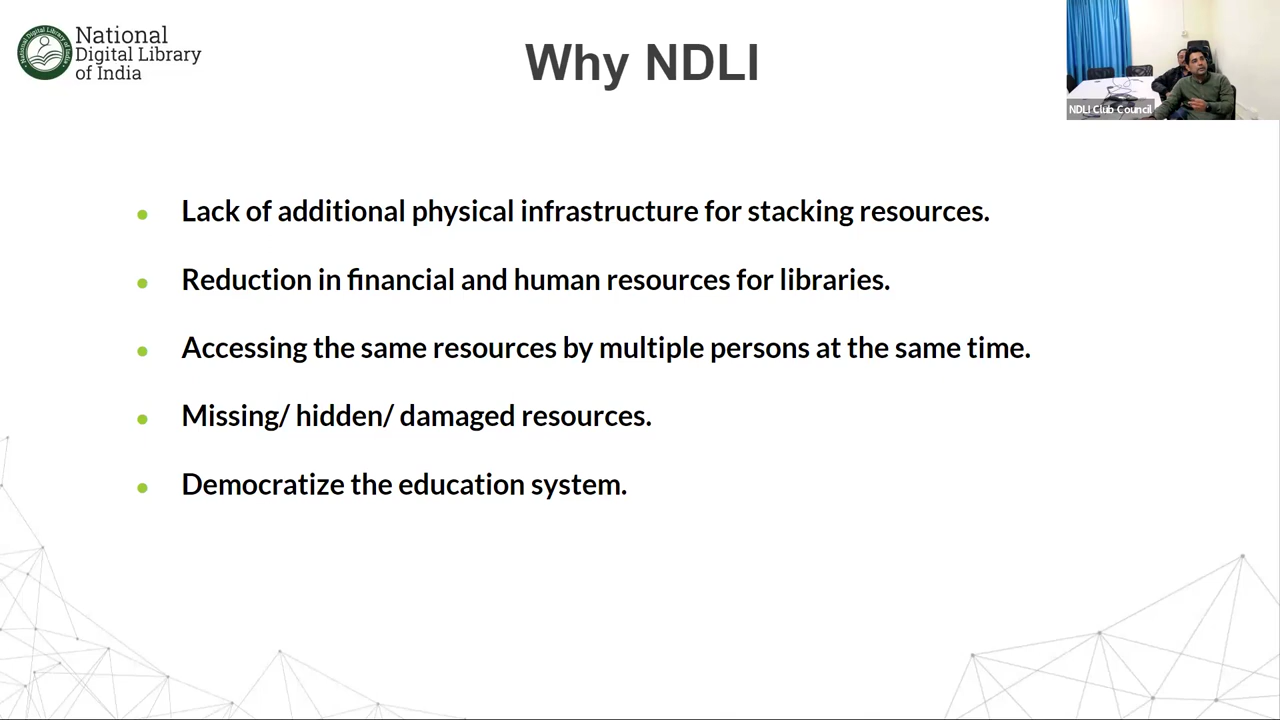 National
Digital Library
of India
Why NDLI
NDLI Club Council
Lack of additional physical infrastructure for stacking resources.
Reduction in financial and human resources for libraries.
Accessing the same resources by multiple persons at the same time.
Missing/ hidden/ damaged resources.
Democratize the education system.